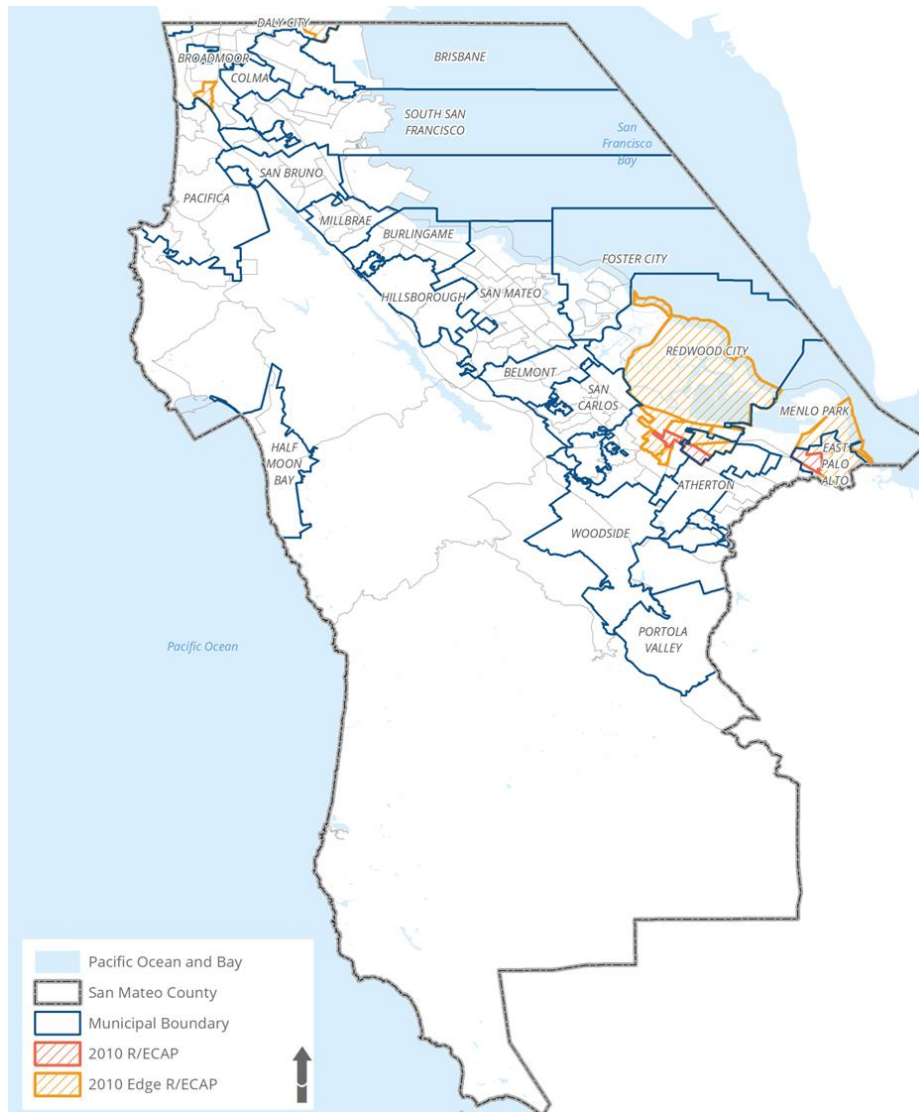 DALY CITY
BRISBANE
BROADMOOR
COLMA
SOUTH SAN
FRANCISCO
San
Francisco
Bay
SAN BRUNO
PACIFICA
MILLBRAE
BURLINGAME
FOSTER CITY
HILLSBOROUGH
SAN MATEO
REDWOOD CITY
BELMONT
SAN
CARLOS
MENLO PARK
HALF
MOON
BAY
EAST
PALO
ALTO
ATHERTON
WOODSIDE
Pacific Ocean
PORTOLA
VALLEY
Pacific Ocean and Bay
San Mateo County
Municipal Boundary
2010 R/ECAP
2010 Edge R/ECAP